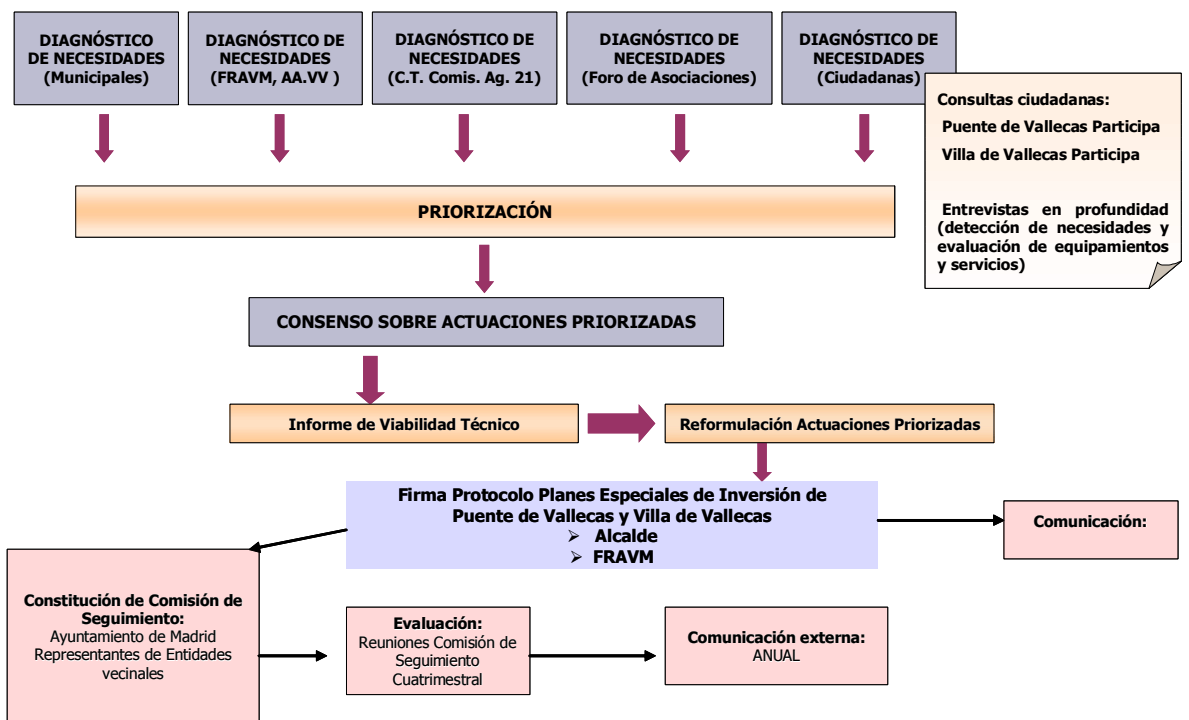 DIAGNÓSTICO
DE NECESIDADES
(Municipales)
DIAGNÓSTICO DE
NECESIDADES
(FRAVM, AA.VV )
DIAGNÓSTICO DE
NECESIDADES
(C.T. Comis. Ag. 21)
DIAGNÓSTICO DE
NECESIDADES
(Foro de Asociaciones)
DIAGNÓSTICO DE
NECESIDADES
(Ciudadanas)
Consultas ciudadanas:
Puente de Vallecas Participa
Villa de Vallecas Participa
Entrevistas en profundidad
(detección de necesidades y
evaluación de equipamientos
y servicios)
PRIORIZACIÓN
CONSENSO SOBRE ACTUACIONES PRIORIZADAS
Informe de Viabilidad Técnico
Reformulación Actuaciones Priorizadas
Firma Protocolo Planes Especiales de Inversión de
Puente de Vallecas y Villa de Vallecas
➢ Alcalde
➢ FRAVM
Comunicación:
Constitución de Comisión de
Seguimiento:
Ayuntamiento de Madrid
Representantes de Entidades
vecinales
Evaluación:
Reuniones Comisión de
Seguimiento
Cuatrimestral
Comunicación externa:
ANUAL